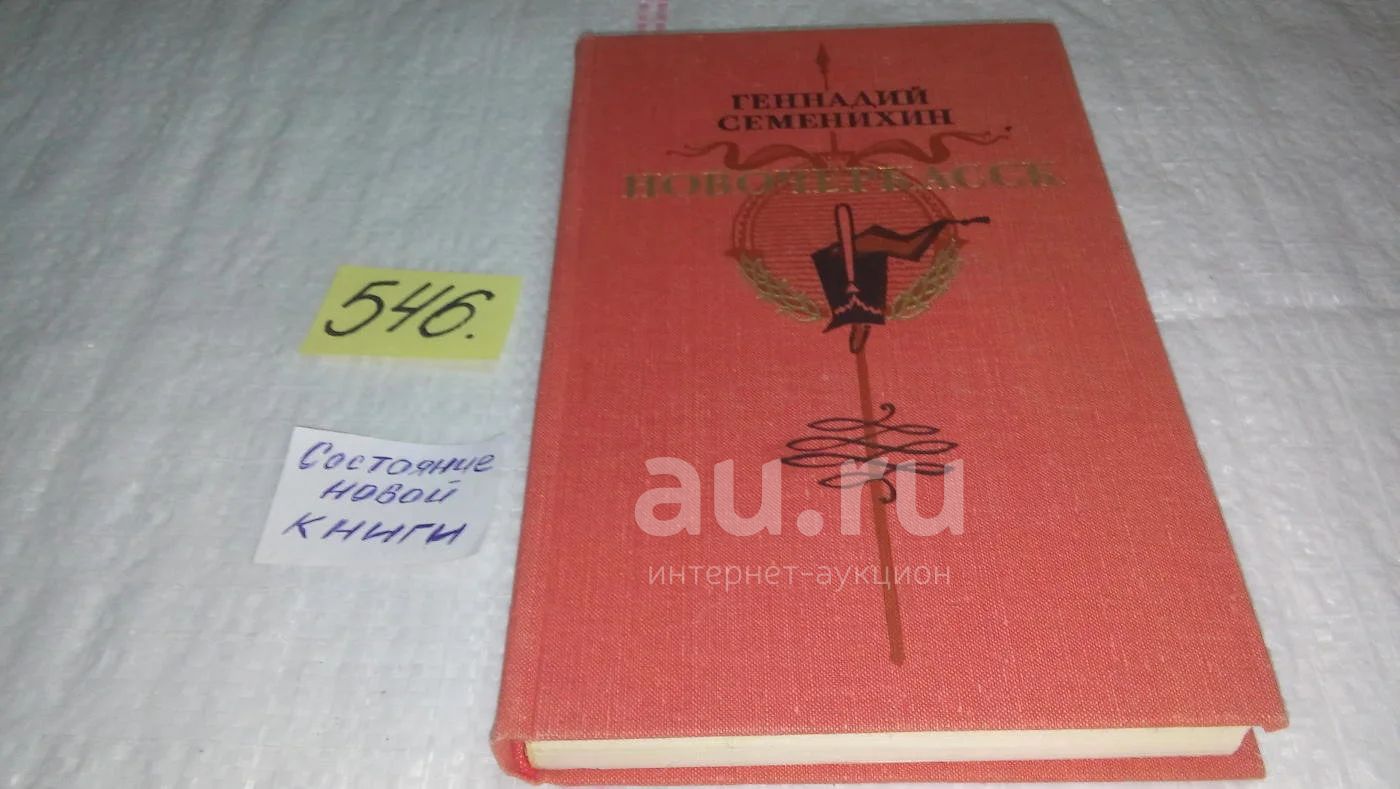 ГЕННАДИЙ
СЕМЕНИХИН
НОВОЧЕРКАССК
546.
Состояние
новой
книги
au.ru
интернет-аукцион